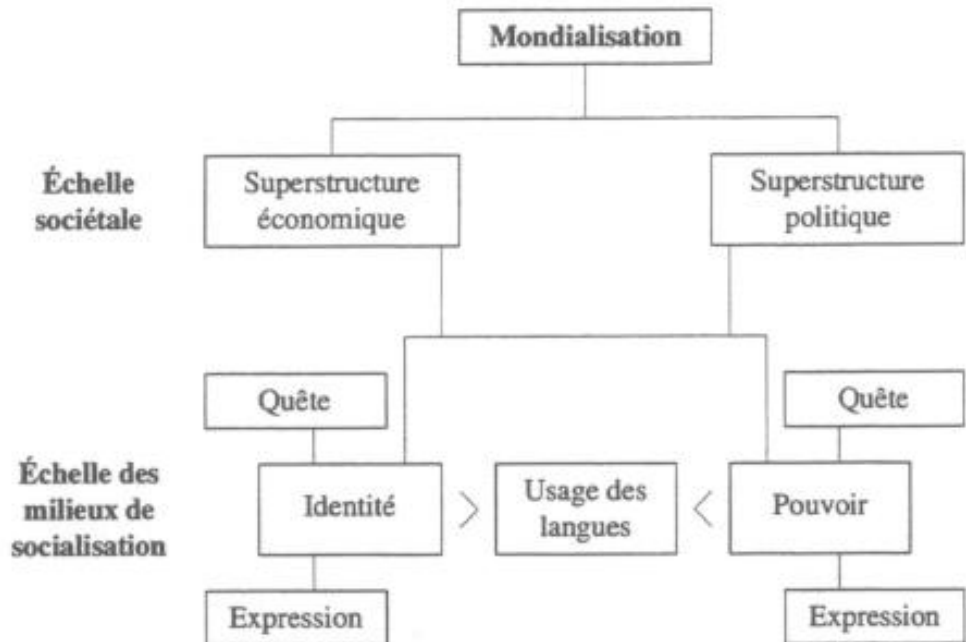 Mondialisation
Échelle
sociétale
Superstructure
économique
Superstructure
politique
Quête
Quête
Échelle des
milieux de
socialisation
Identité
Usage des
langues
Pouvoir
Expression
Expression